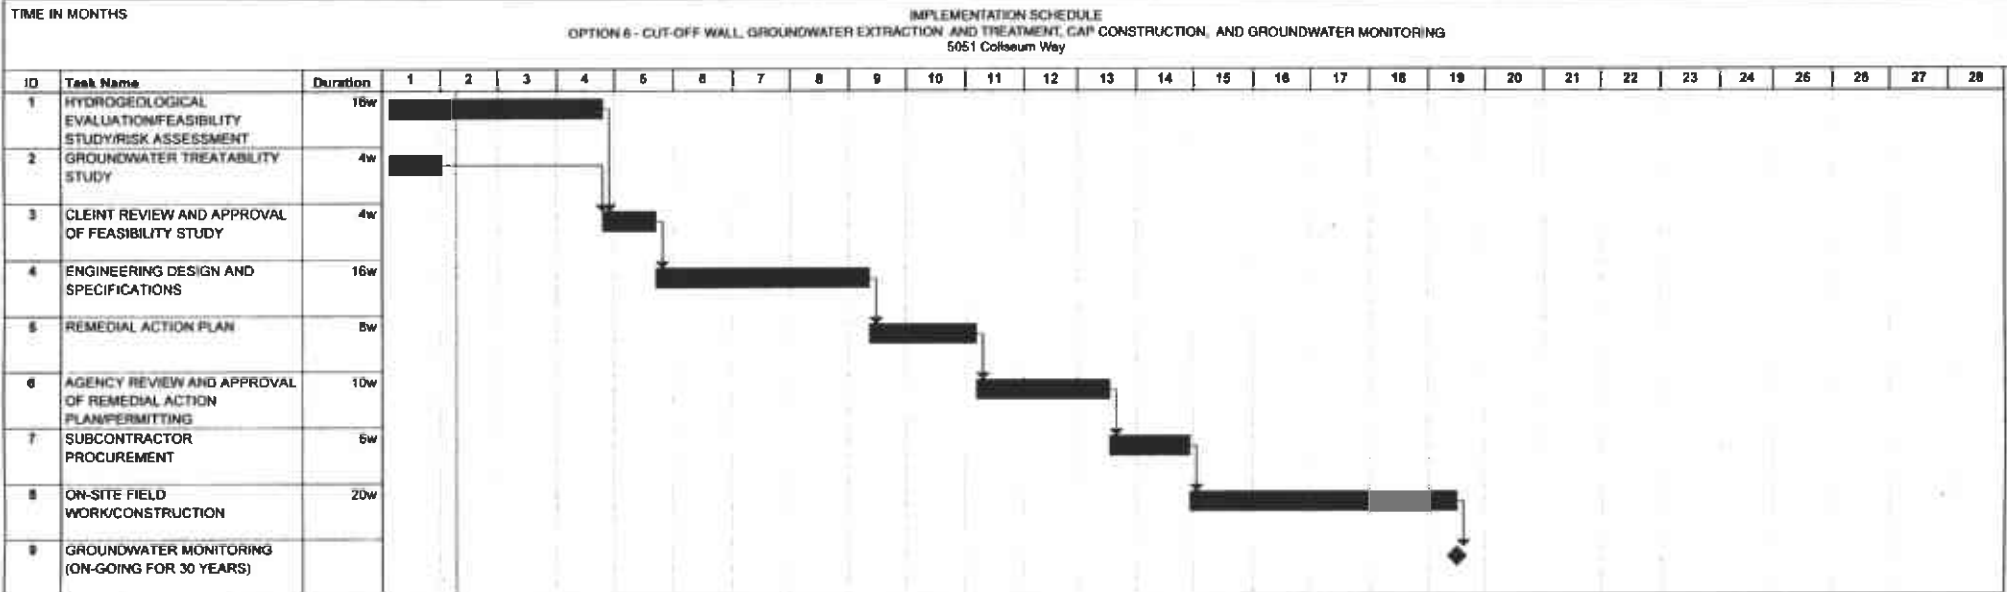 TIME IN MONTHS
IMPLEMENTATION SCHEDULE
OPTION 6 - CUT-OFF WALL, GROUNDWATER EXTRACTION AND TREATMENT, CAP CONSTRUCTION, AND GROUNDWATER MONITORING
5051 Coliseum Way
ID Task Name Duration 1 2 3 4 5 6 7 8 9 10 11 12 13 14 15 16 17 18 19 20 21 22 23 24 25 26 27 28
1 HYDROGEOLOGICAL 16w
EVALUATION/FEASIBILITY
STUDY/RISK ASSESSMENT
2 GROUNDWATER TREATABILITY 4w
STUDY
3 CLEINT REVIEW AND APPROVAL 4w
OF FEASIBILITY STUDY
4 ENGINEERING DESIGN AND 16w
SPECIFICATIONS
5 REMEDIAL ACTION PLAN 8w
6 AGENCY REVIEW AND APPROVAL 10w
OF REMEDIAL ACTION
PLAN/PERMITTING
7 SUBCONTRACTOR 6w
PROCUREMENT
8 ON-SITE FIELD 20w
WORK/CONSTRUCTION
9 GROUNDWATER MONITORING
(ON-GOING FOR 30 YEARS)